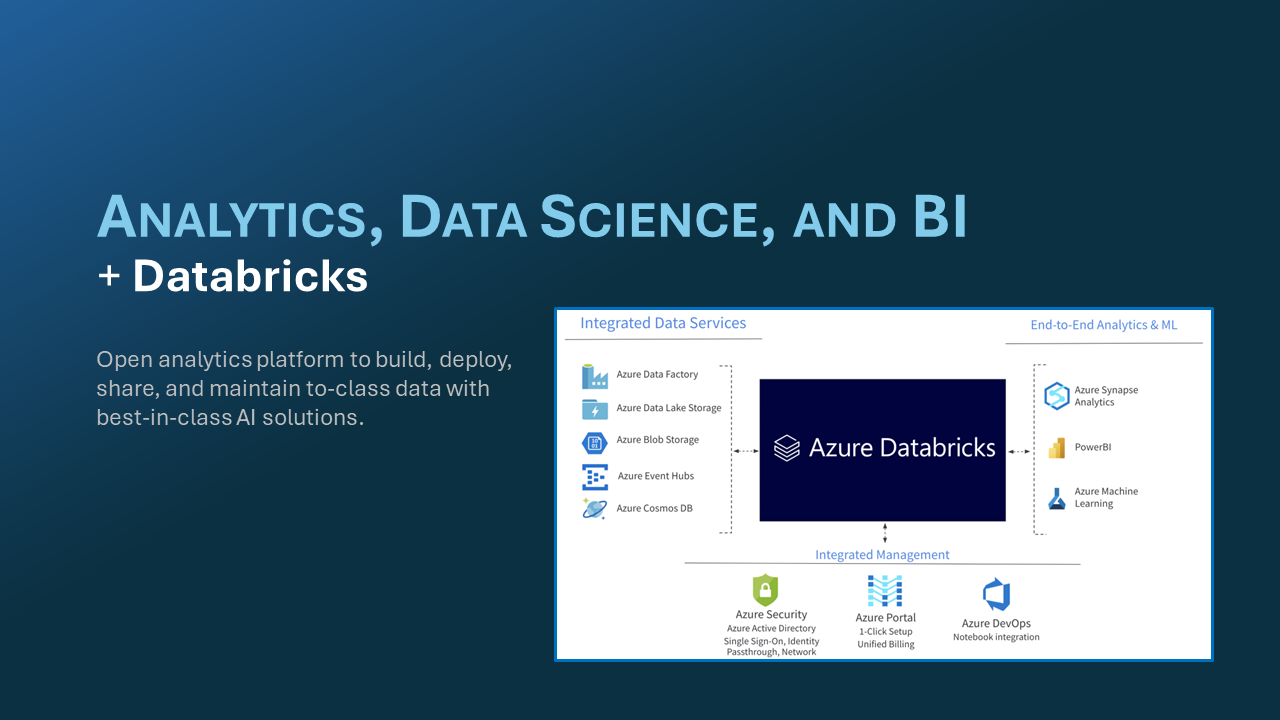 ANALYTICS, DATA SCIENCE, AND BI
+ Databricks
Open analytics platform to build, deploy,
share, and maintain to-class data with
best-in-class AI solutions.
Integrated Data Services
Azure Data Factory
Azure Data Lake Storage
Azure Blob Storage
Azure Event Hubs
Azure Cosmos DB
Azure Databricks
End-to-End Analytics & ML
Azure Synapse
Analytics
PowerBI
Azure Machine
Learning
Integrated Management
Azure Security
Azure Active Directory
Single Sign-On, Identity
Passthrough, Network
Azure Portal
1-Click Setup
Unified Billing
Azure DevOps
Notebook integration